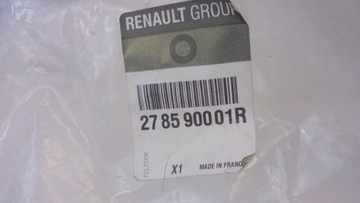 RENAULT GROUP
27 85 900 01R
X1 MADE IN FRANCE